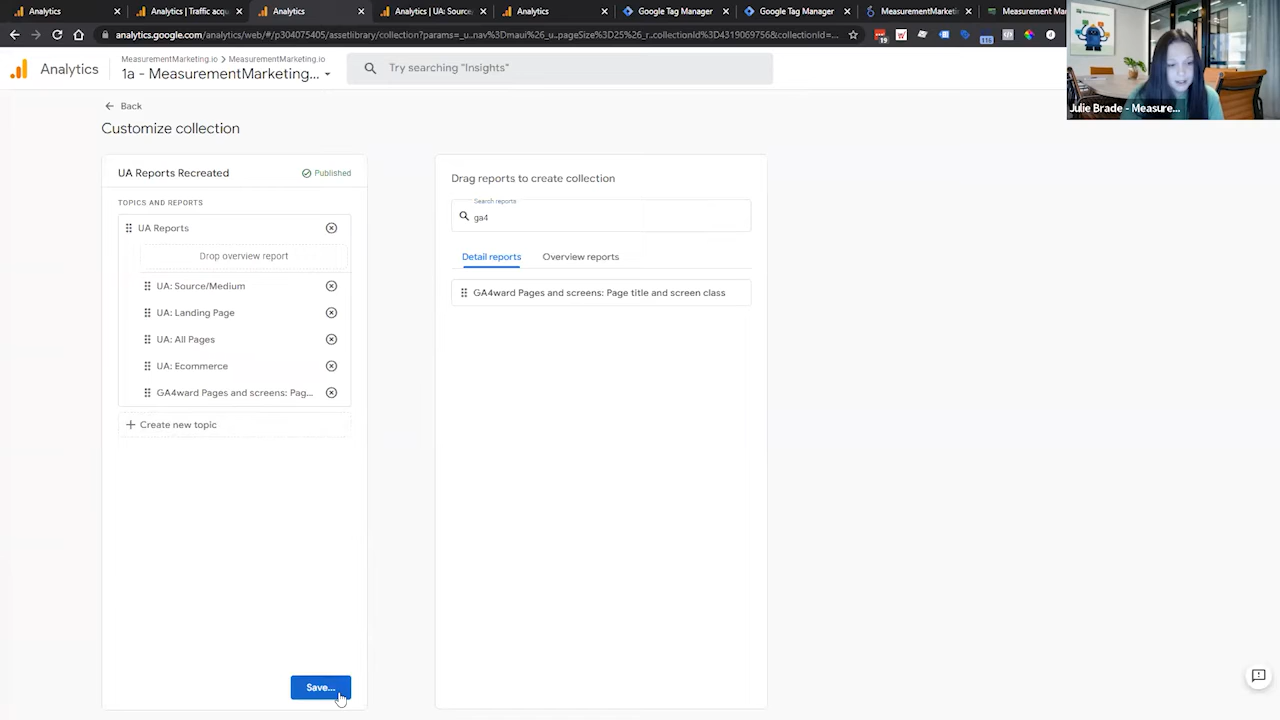 Analytics
Traffic acqu
Analytics
Analytics | UA: Source
Analytics
Google Tag Manager
Google Tag Manager
MeasurementMarketin
Measurement Mar
analytics.google.com/analytics/web/#/p304075405/assetlibrary/collection?params=_u..nav%3Dmaui%26_u.pageSize%3D25%26_r..collectionId%3D4319069756&collectionId=...
19
116
Analytics
MeasurementMarketing.io > MeasurementMarketing.io
1a - MeasurementMarketing...
Try searching "Insights"
Julie Brade - Measure...
Back
Customize collection
UA Reports Recreated
Published
TOPICS AND REPORTS
UA Reports
Drop overview report
UA: Source/Medium
UA: Landing Page
UA: All Pages
UA: Ecommerce
GA4ward Pages and screens: Pag...
Create new topic
Save...
Drag reports to create collection
Search reports
ga4
Detail reports
Overview reports
GA4ward Pages and screens: Page title and screen class